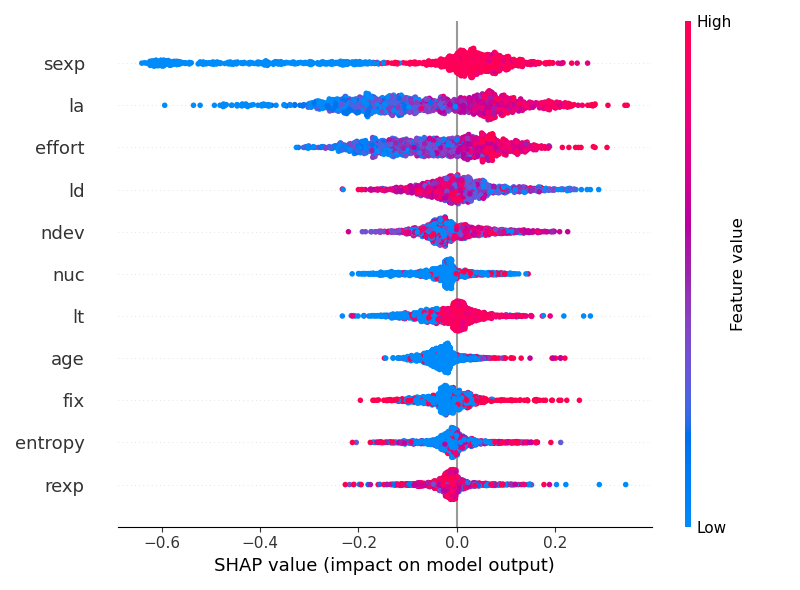 High
sexp
la
effort
ld
ndev
nuc
lt
age
fix
entropy
rexp
Feature value
Low
−0.6 −0.4 −0.2 0.0 0.2
SHAP value (impact on model output)